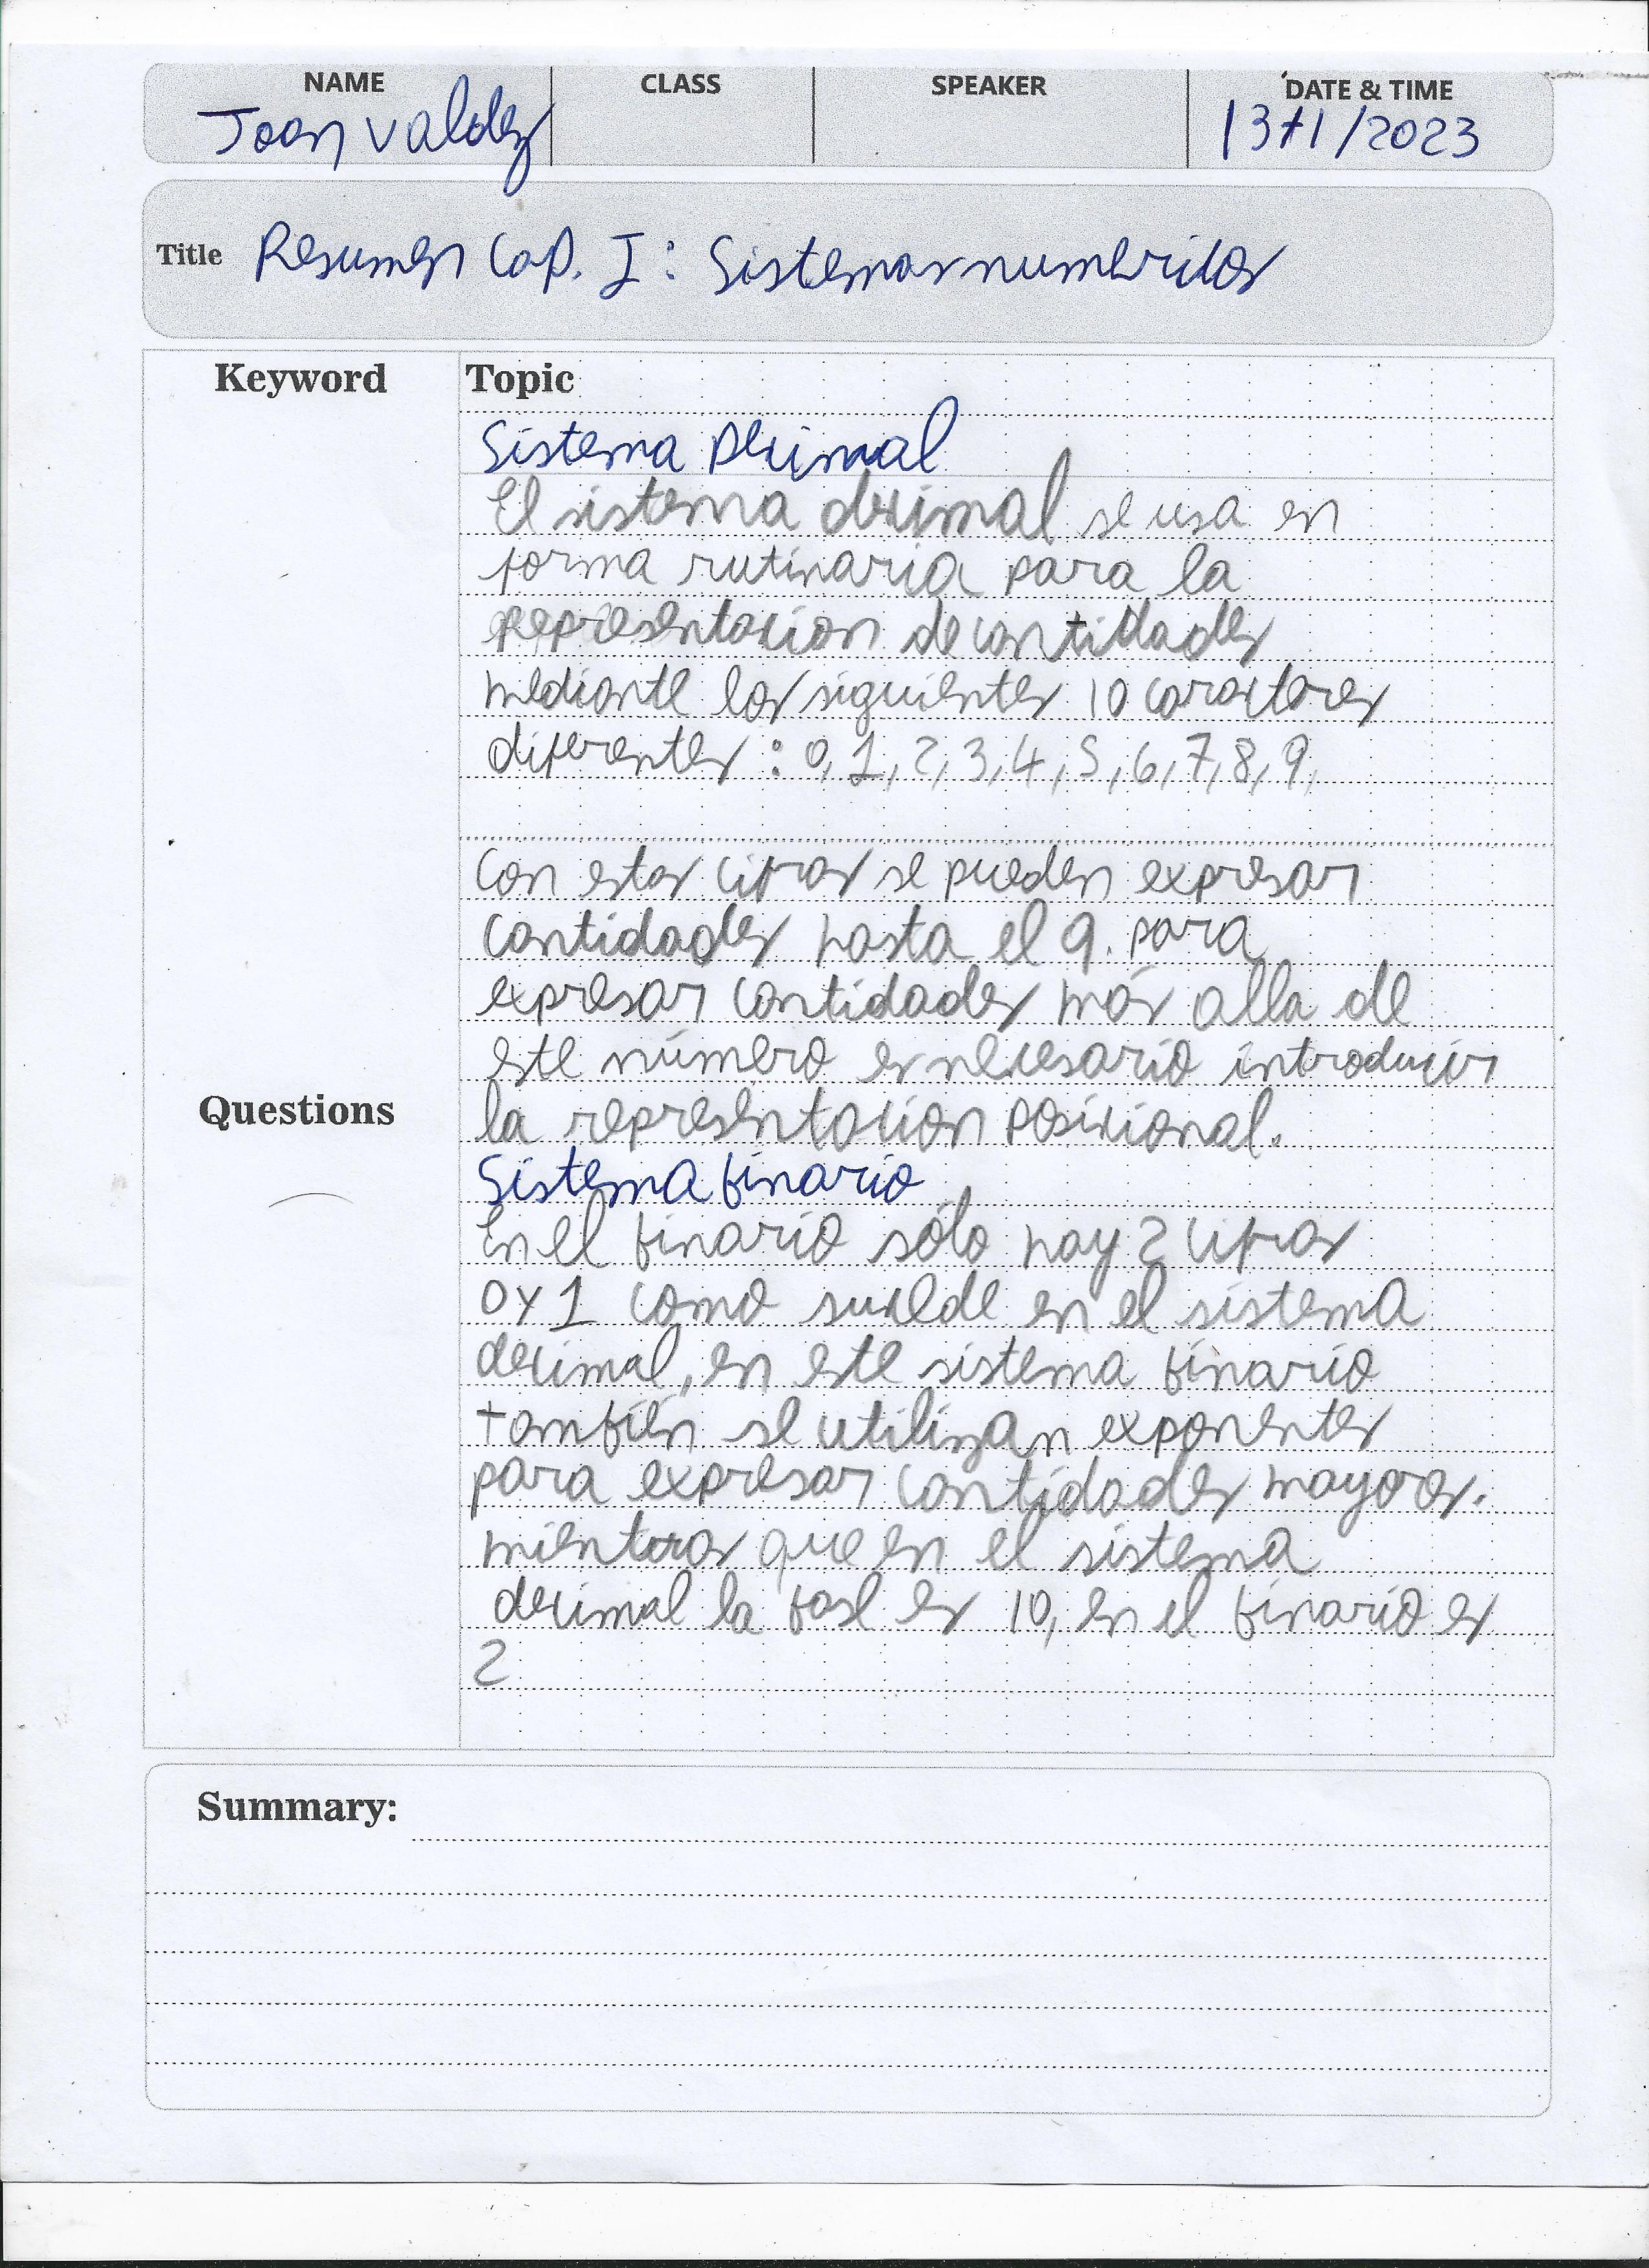 NAME CLASS SPEAKER DATE & TIME
Joan Valdez 13/1/2023
Title Resumen Cap. I: Sistemas numericos
Keyword Topic
Sistema Decimal
El sistema decimal se usa en
forma rutinaria para la
representacion de cantidades
mediante los siguientes 10 caracteres
diferentes: 0, 1, 2, 3, 4, 5, 6, 7, 8, 9,
Con estas cifras se pueden expresar
cantidades hasta el 9. para
expresar cantidades más alla de
este número es necesario introducir
Questions la representacion posicional.
Sistema binario
En el binario sólo hay 2 cifras
0 y 1 como sucede en el sistema
decimal, en este sistema binario
también se utilizan exponentes
para expresar cantidades mayores.
mientras que en el sistema
decimal la base es 10, en el binario es
2
Summary: